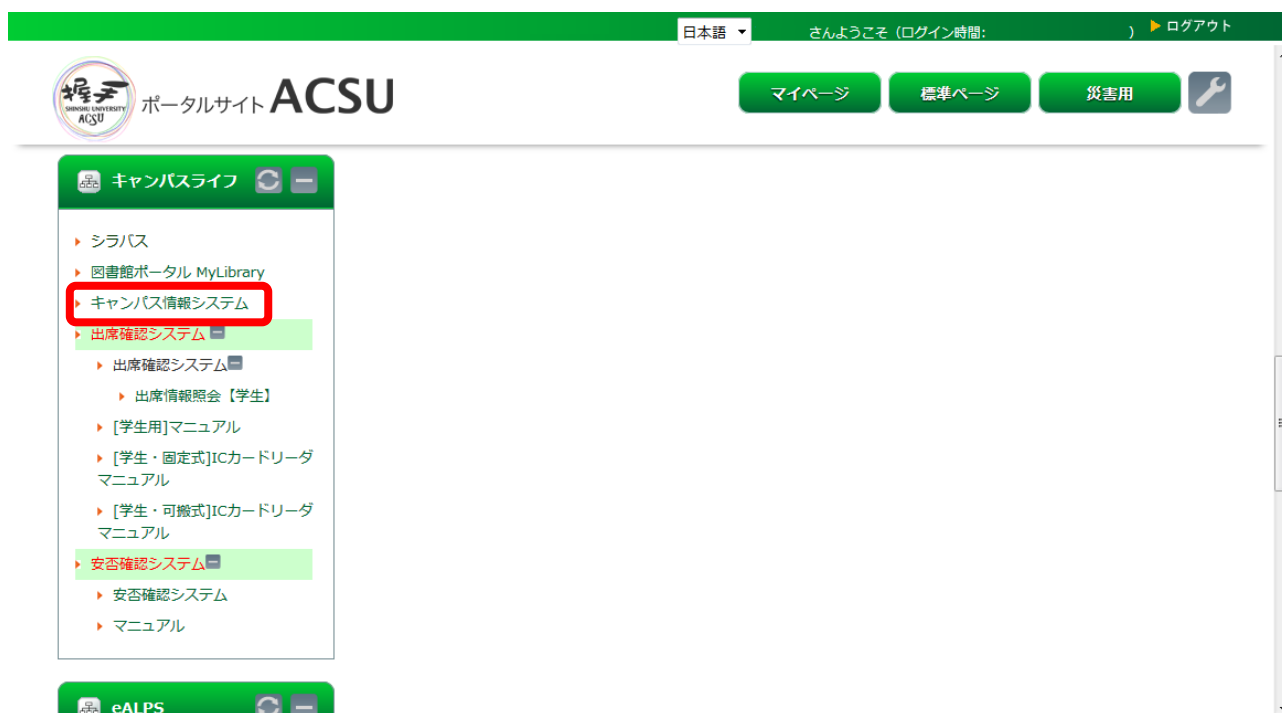 日本語
さんようこそ（ログイン時間:
）
ログアウト
SHINSHU UNIVERSITY
ACSU
ポータルサイト ACSU
マイページ
標準ページ
災害用
キャンパスライフ
シラバス
図書館ポータル MyLibrary
キャンパス情報システム
出席確認システム
出席確認システム
出席情報照会【学生】
[学生用]マニュアル
[学生・固定式]ICカードリーダ
マニュアル
[学生・可搬式]ICカードリーダ
マニュアル
安否確認システム
安否確認システム
マニュアル
eALPS